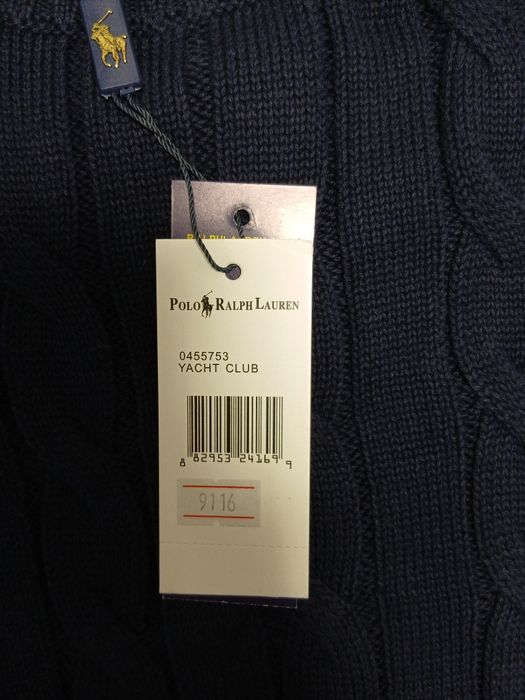 POLO RALPH LAUREN
0455753
YACHT CLUB
8 82953 24169 9
9116